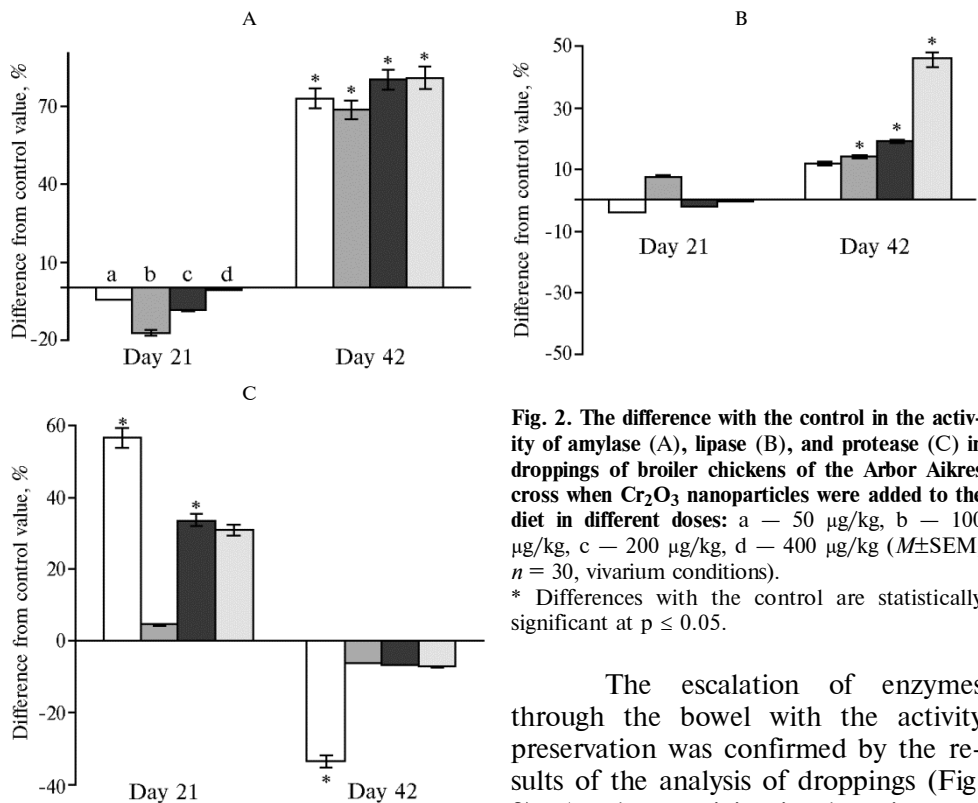 A
Difference from control value, %
70
40
10
-20
a b c d
* * * *
Day 21 Day 42
B
Difference from control value, %
50
30
10
-10
-30
-50
* * *
Day 21 Day 42
C
Difference from control value, %
60
40
20
0
-20
-40
* * *
Day 21 Day 42
Fig. 2. The difference with the control in the activ-
ity of amylase (A), lipase (B), and protease (C) in
droppings of broiler chickens of the Arbor Aikres
cross when Cr₂O₃ nanoparticles were added to the
diet in different doses: a — 50 µg/kg, b — 100
µg/kg, c — 200 µg/kg, d — 400 µg/kg (M±SEM,
n = 30, vivarium conditions).
* Differences with the control are statistically
significant at p ≤ 0.05.
The escalation of enzymes
through the bowel with the activity
preservation was confirmed by the re-
sults of the analysis of droppings (Fig.